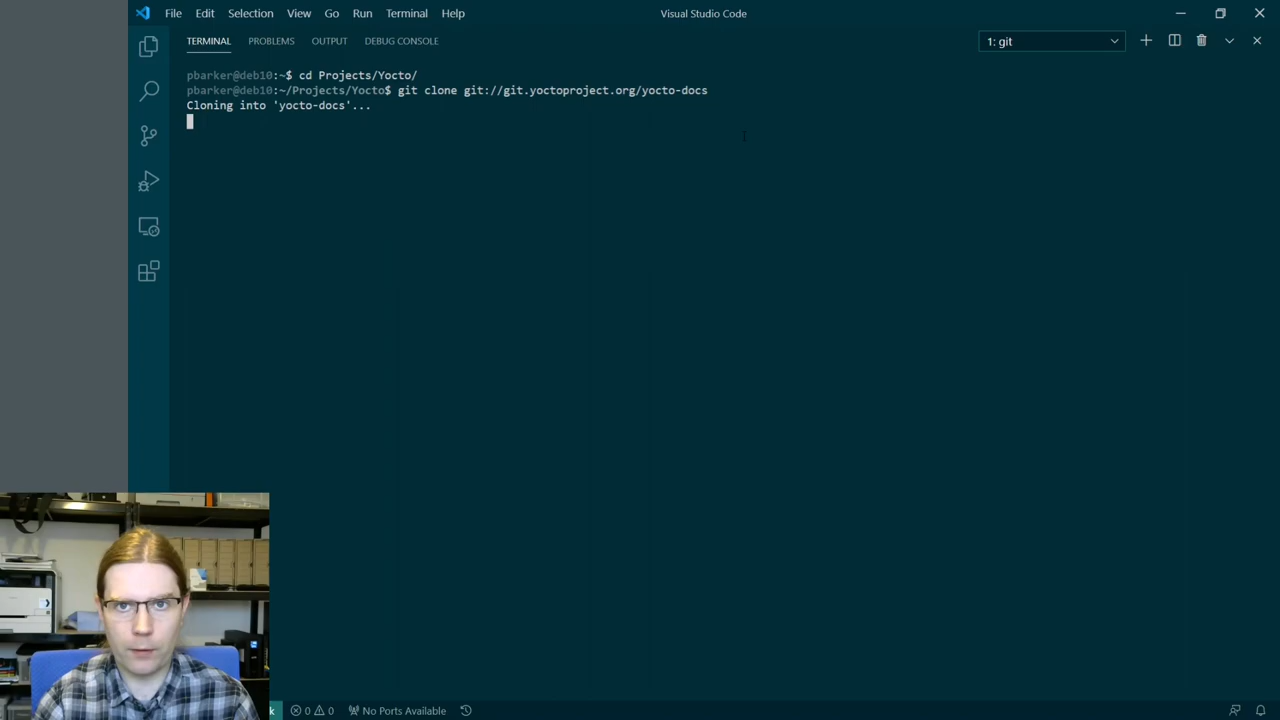 File Edit Selection View Go Run Terminal Help
Visual Studio Code
TERMINAL PROBLEMS OUTPUT DEBUG CONSOLE
1: git
pbarker@deb10:~$ cd Projects/Yocto/
pbarker@deb10:~/Projects/Yocto$ git clone git://git.yoctoproject.org/yocto-docs
Cloning into 'yocto-docs'...
k
0 0 No Ports Available